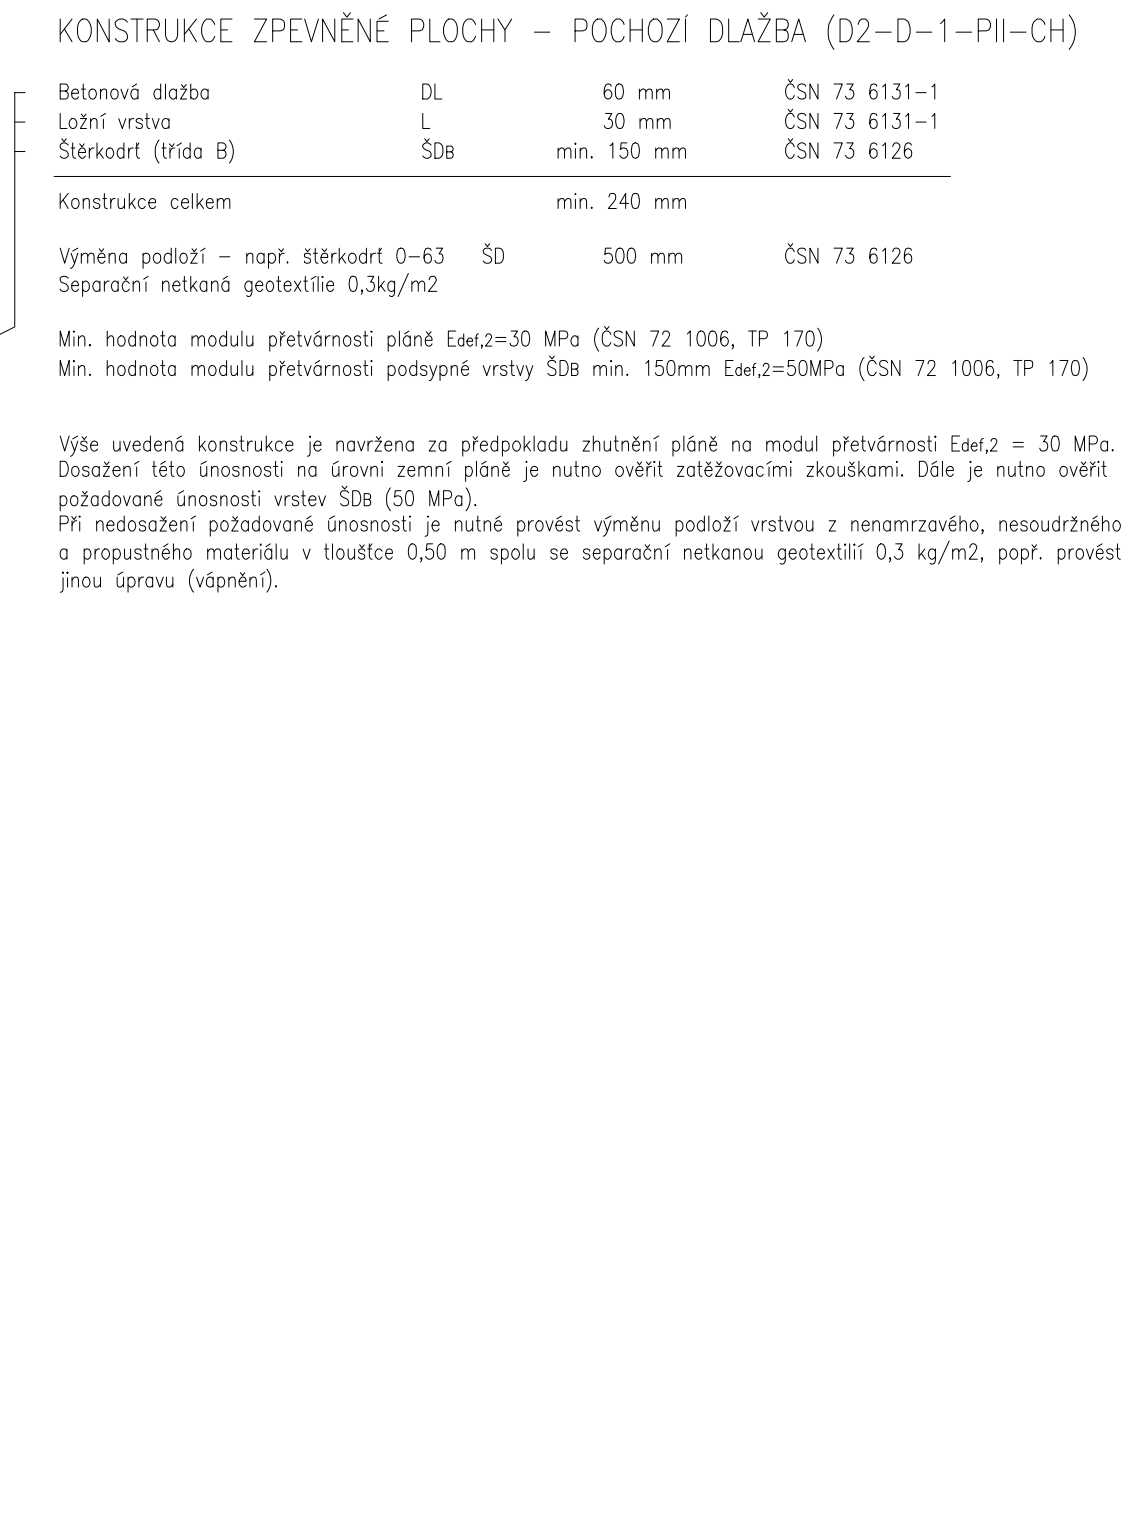 KONSTRUKCE ZPEVNĚNÉ PLOCHY – POCHOZÍ DLAŽBA (D2–D–1–PII–CH)
Betonová dlažba DL 60 mm ČSN 73 6131–1
Ložní vrstva L 30 mm ČSN 73 6131–1
Štěrkodrť (třída B) ŠDB min. 150 mm ČSN 73 6126
Konstrukce celkem min. 240 mm
Výměna podloží – např. štěrkodrť 0–63 ŠD 500 mm ČSN 73 6126
Separační netkaná geotextílie 0,3kg/m2
Min. hodnota modulu přetvárnosti pláně Edef,2=30 MPa (ČSN 72 1006, TP 170)
Min. hodnota modulu přetvárnosti podsypné vrstvy ŠDB min. 150mm Edef,2=50MPa (ČSN 72 1006, TP 170)
Výše uvedená konstrukce je navržena za předpokladu zhutnění pláně na modul přetvárnosti Edef,2 = 30 MPa.
Dosažení této únosnosti na úrovni zemní pláně je nutno ověřit zatěžovacími zkouškami. Dále je nutno ověřit
požadované únosnosti vrstev ŠDB (50 MPa).
Při nedosažení požadované únosnosti je nutné provést výměnu podloží vrstvou z nenamrzavého, nesoudržného
a propustného materiálu v tloušťce 0,50 m spolu se separační netkanou geotextilií 0,3 kg/m2, popř. provést
jinou úpravu (vápnění).